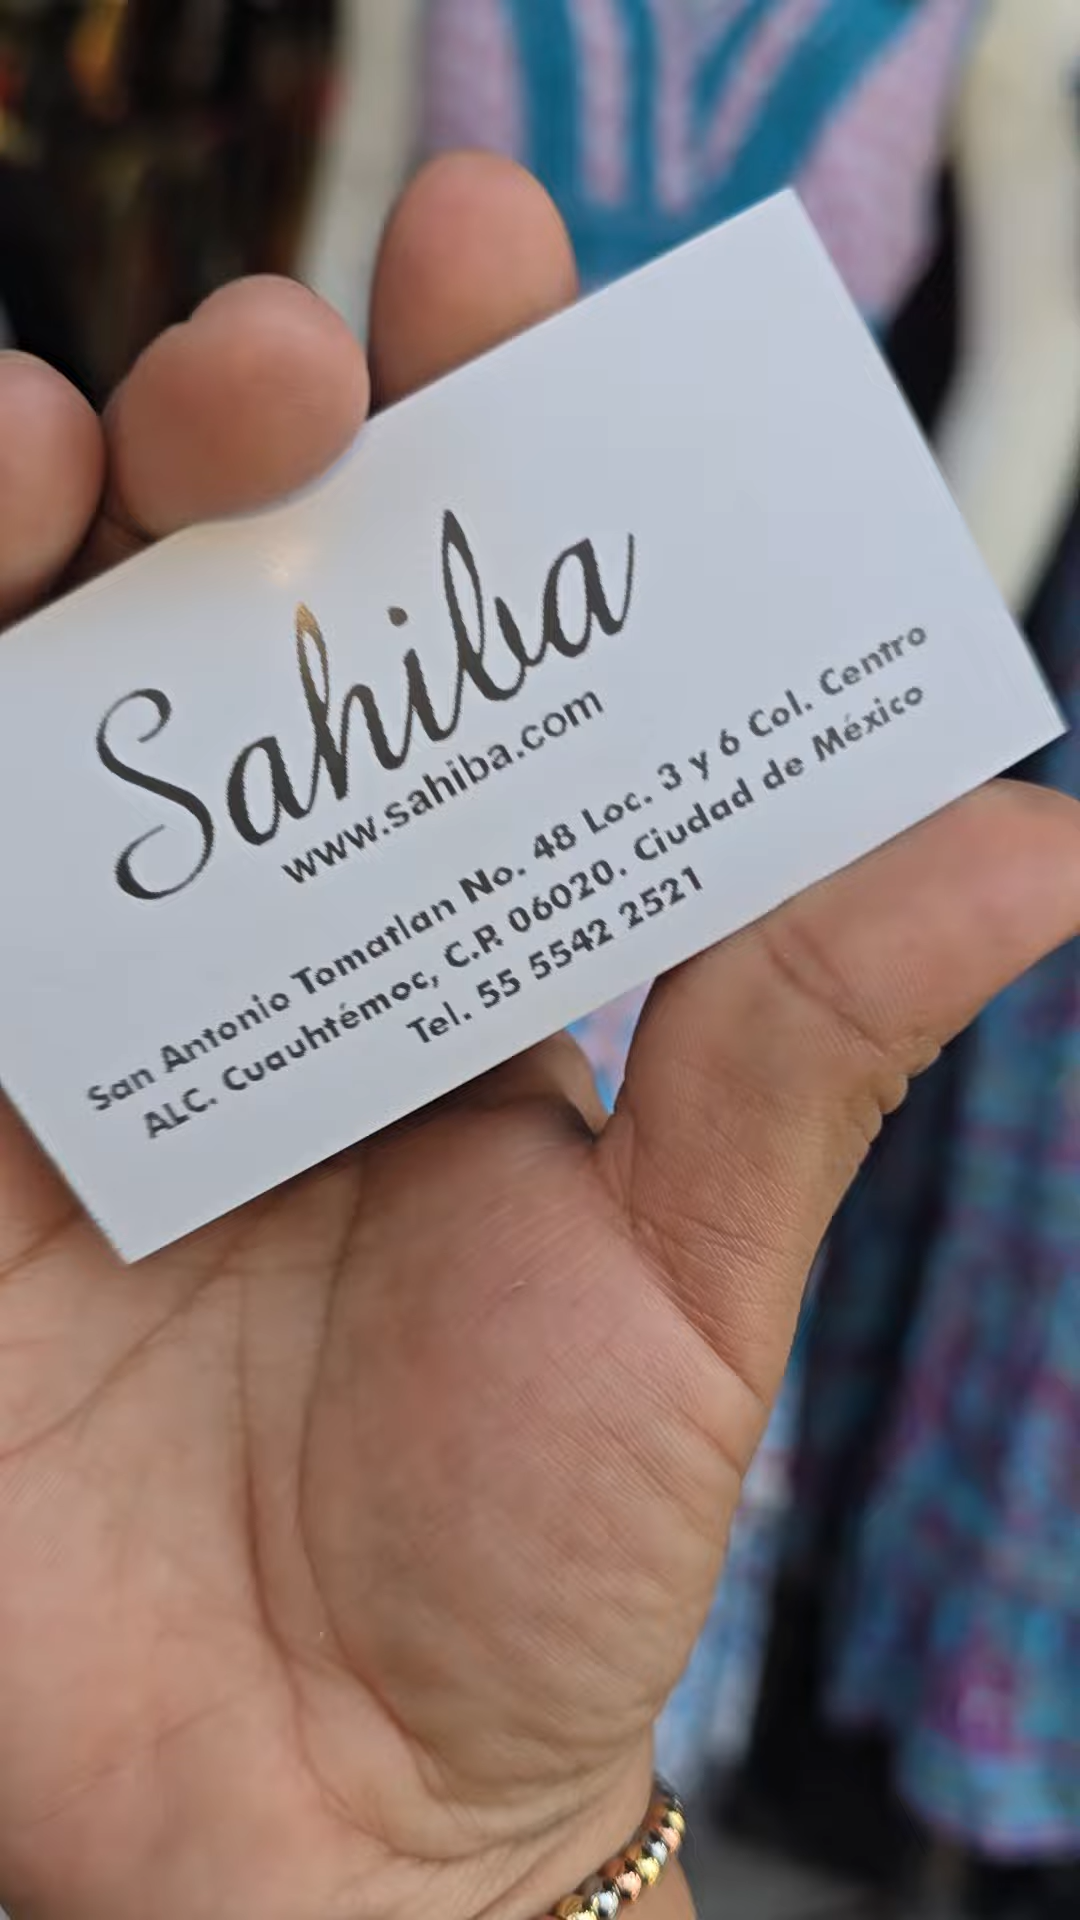 Sahiba
www.sahiba.com
San Antonio Tomatlan No. 48 Loc. 3 y 6 Col. Centro
ALC. Cuauhtémoc, C.P. 06020. Ciudad de México
Tel. 55 5542 2521